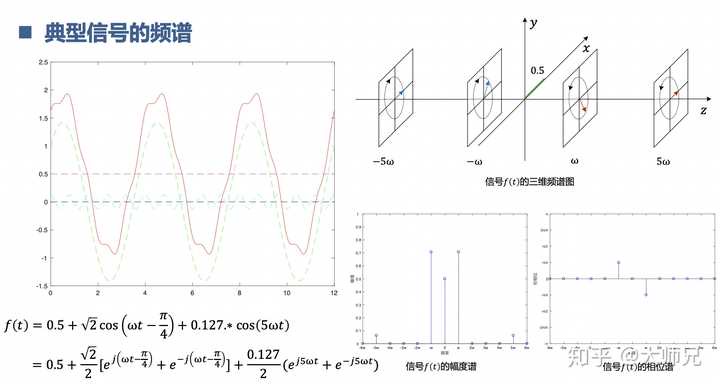 ■ 典型信号的频谱
2.5
2
1.5
1
0.5
0
-0.5
-1
-1.5
0 2 4 6 8 10 12
y
x
0.5
z
−5ω −ω ω 5ω
信号f(t)的三维频谱图
f(t) = 0.5 + √2 cos(ωt − π/4) + 0.127.∗ cos(5ωt)
= 0.5 + √2/2 [e^{j(ωt−π/4)} + e^{−j(ωt−π/4)}] + 0.127/2 (e^{j5ωt} + e^{−j5ωt})
信号f(t)的幅度谱
信号f(t)的相位谱
知乎 @大师兄